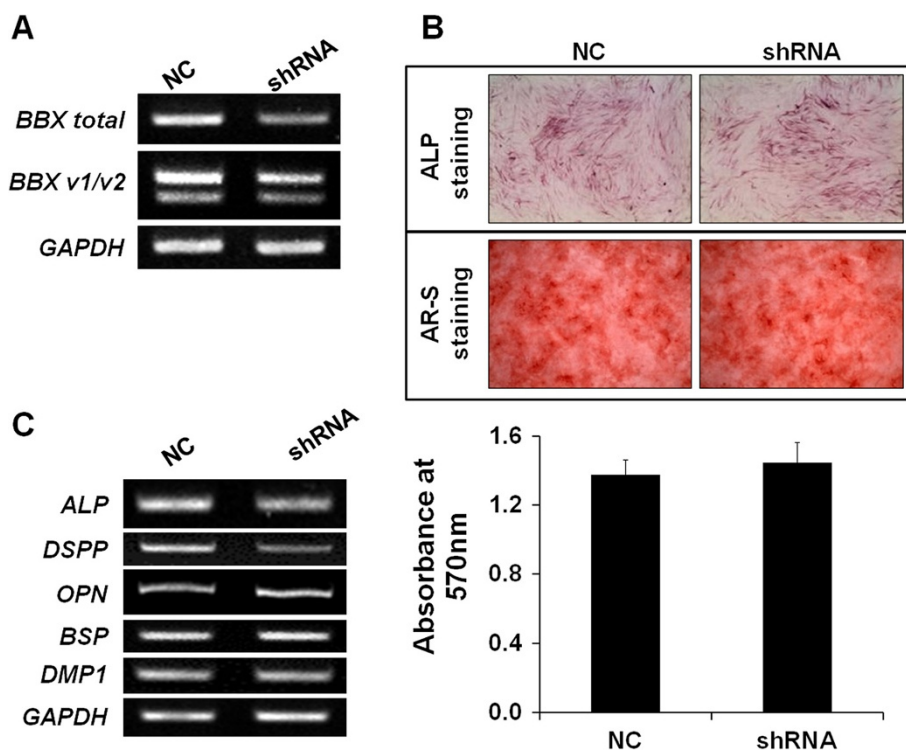 A
NC shRNA
BBX total
BBX v1/v2
GAPDH
B
NC shRNA
ALP
staining
AR-S
staining
C
NC shRNA
ALP
DSPP
OPN
BSP
DMP1
GAPDH
Absorbance at
570nm
1.6
1.2
0.8
0.4
0.0
NC shRNA